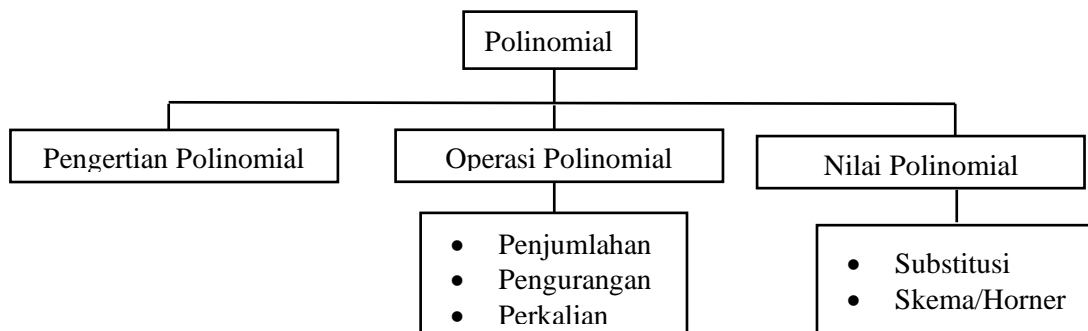 Polinomial
Pengertian Polinomial
Operasi Polinomial
Nilai Polinomial
• Penjumlahan
• Pengurangan
• Perkalian
• Substitusi
• Skema/Horner